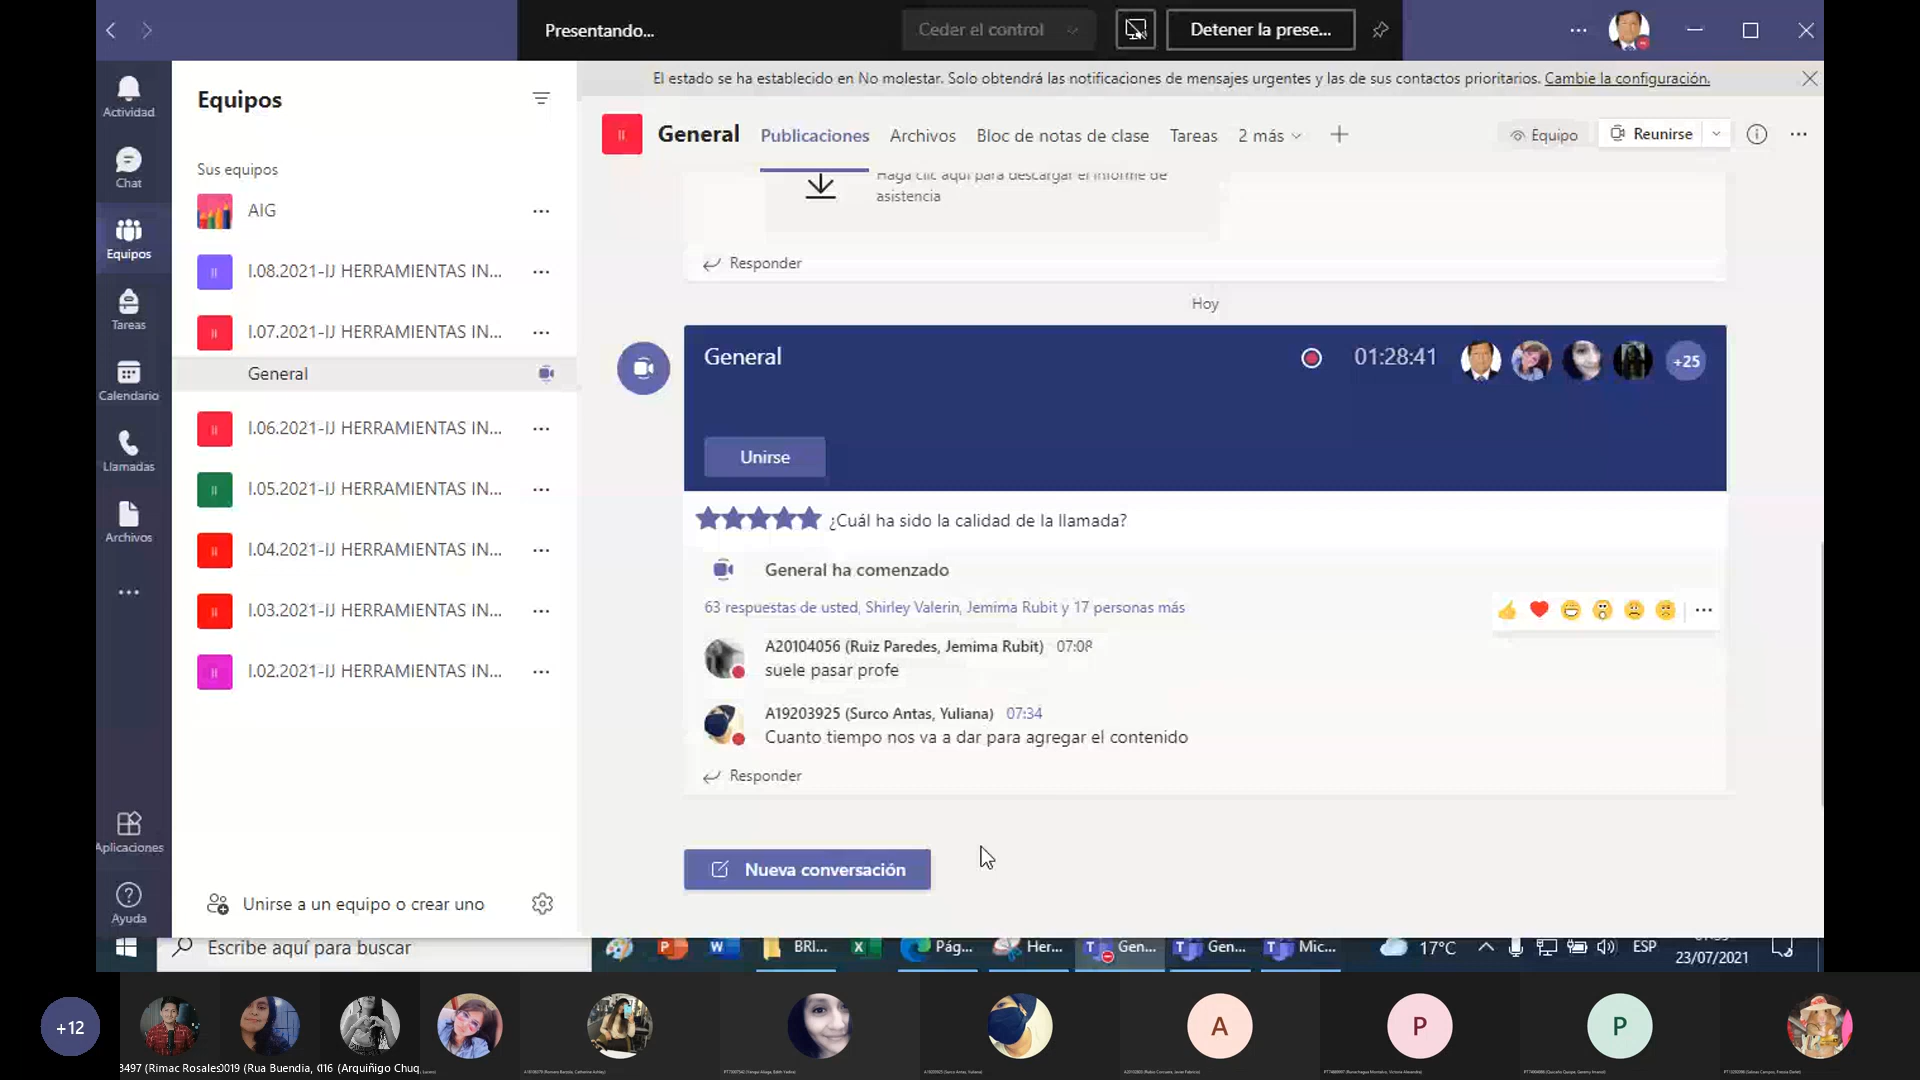 Presentando...
Ceder el control
Detener la prese...
El estado se ha establecido en No molestar. Solo obtendrá las notificaciones de mensajes urgentes y las de sus contactos prioritarios. Cambie la configuración.
Actividad
Chat
Equipos
Tareas
Calendario
Llamadas
Archivos
Aplicaciones
Ayuda
Equipos
Sus equipos
AIG
I.08.2021-IJ HERRAMIENTAS IN...
I.07.2021-IJ HERRAMIENTAS IN...
General
I.06.2021-IJ HERRAMIENTAS IN...
I.05.2021-IJ HERRAMIENTAS IN...
I.04.2021-IJ HERRAMIENTAS IN...
I.03.2021-IJ HERRAMIENTAS IN...
I.02.2021-IJ HERRAMIENTAS IN...
Unirse a un equipo o crear uno
General Publicaciones Archivos Bloc de notas de clase Tareas 2 más
Equipo
Reunirse
Haga clic aquí para descargar el informe de
asistencia
Responder
Hoy
General
01:28:41
+25
Unirse
¿Cuál ha sido la calidad de la llamada?
General ha comenzado
63 respuestas de usted, Shirley Valerin, Jemima Rubit y 17 personas más
A20104056 (Ruiz Paredes, Jemima Rubit) 07:08
suele pasar profe
A19203925 (Surco Antas, Yuliana) 07:34
Cuanto tiempo nos va a dar para agregar el contenido
Responder
Nueva conversación
Escribe aquí para buscar
BRI...
Pág...
Her...
Gen...
Gen...
Mic...
17°C
ESP
23/07/2021
+12
A
P
P
3497 (Rimac Rosales
0019 (Rua Buendia,
116 (Arquiñigo Chuq